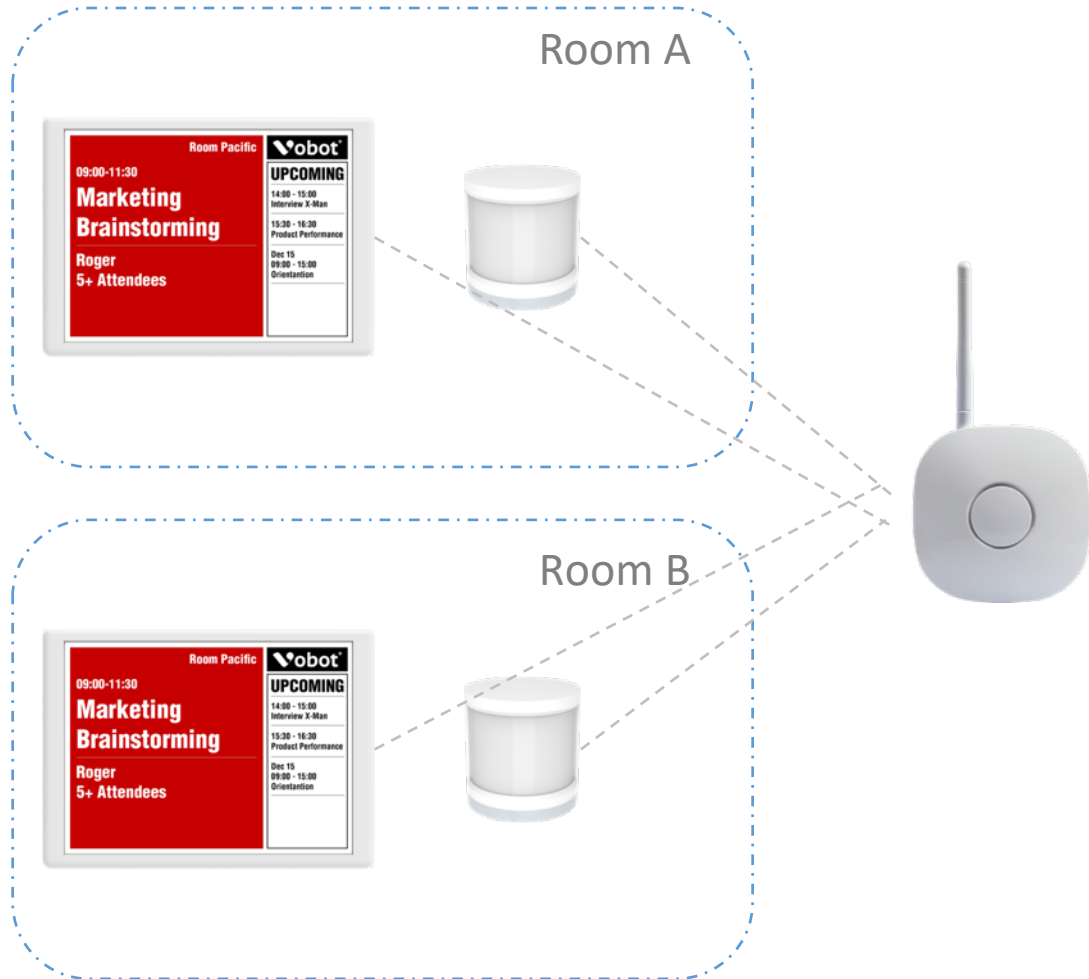 Room A
Room Pacific
09:00-11:30
Marketing
Brainstorming
Roger
5+ Attendees
Vobot
UPCOMING
14:00 - 15:00
Interview X-Man
15:30 - 16:30
Product Performance
Dec 15
09:00 - 15:00
Orientantion
Room B
Room Pacific
09:00-11:30
Marketing
Brainstorming
Roger
5+ Attendees
Vobot
UPCOMING
14:00 - 15:00
Interview X-Man
15:30 - 16:30
Product Performance
Dec 15
09:00 - 15:00
Orientantion